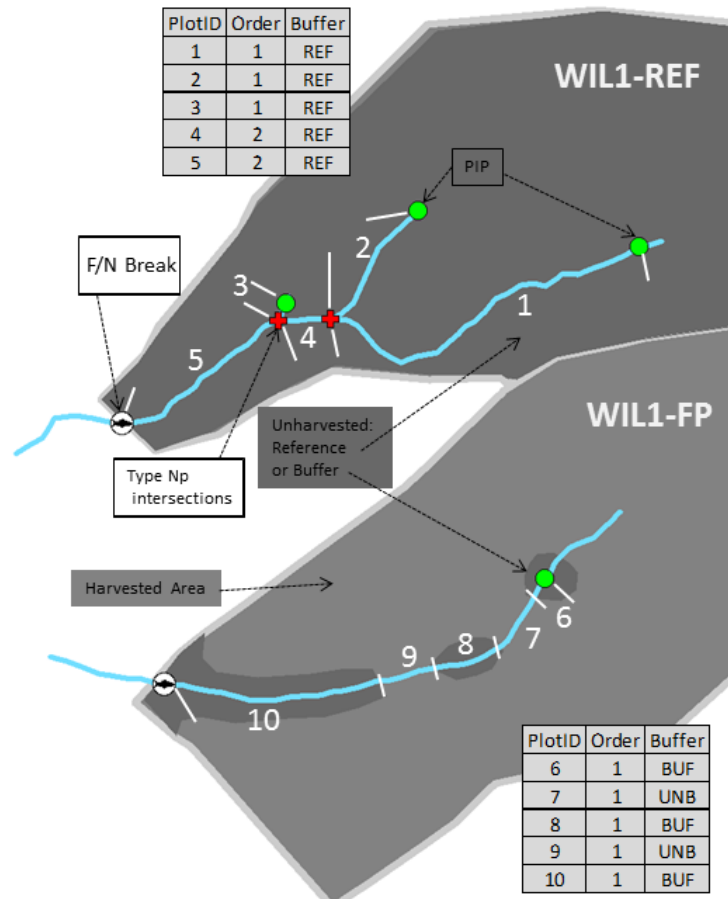 PlotID Order Buffer
1 1 REF
2 1 REF
3 1 REF
4 2 REF
5 2 REF
WIL1-REF
PIP
F/N Break
2
3
1
4
5
Unharvested:
Reference
or Buffer
WIL1-FP
Type Np
intersections
Harvested Area
6
7
8
9
10
PlotID Order Buffer
6 1 BUF
7 1 UNB
8 1 BUF
9 1 UNB
10 1 BUF